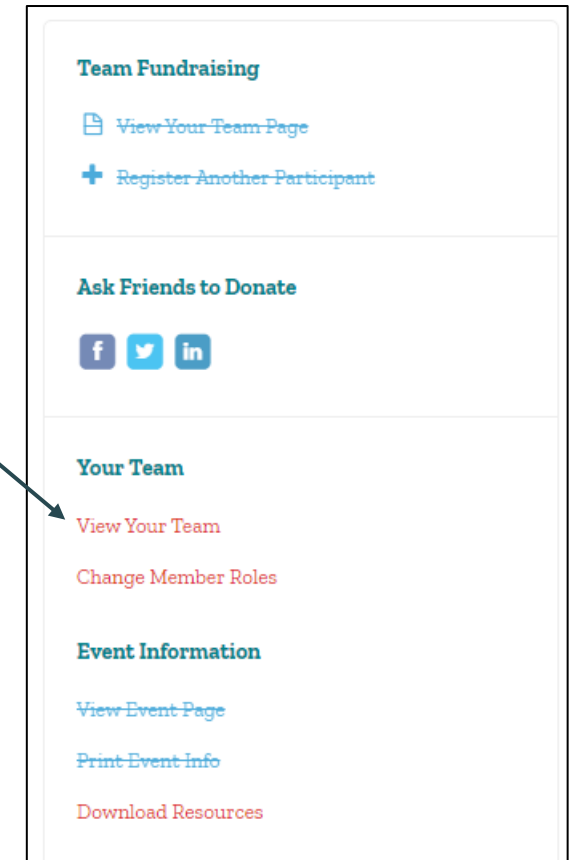 Team Fundraising
View Your Team Page
Register Another Participant
Ask Friends to Donate
f in
Your Team
View Your Team
Change Member Roles
Event Information
View Event Page
Print Event Info
Download Resources